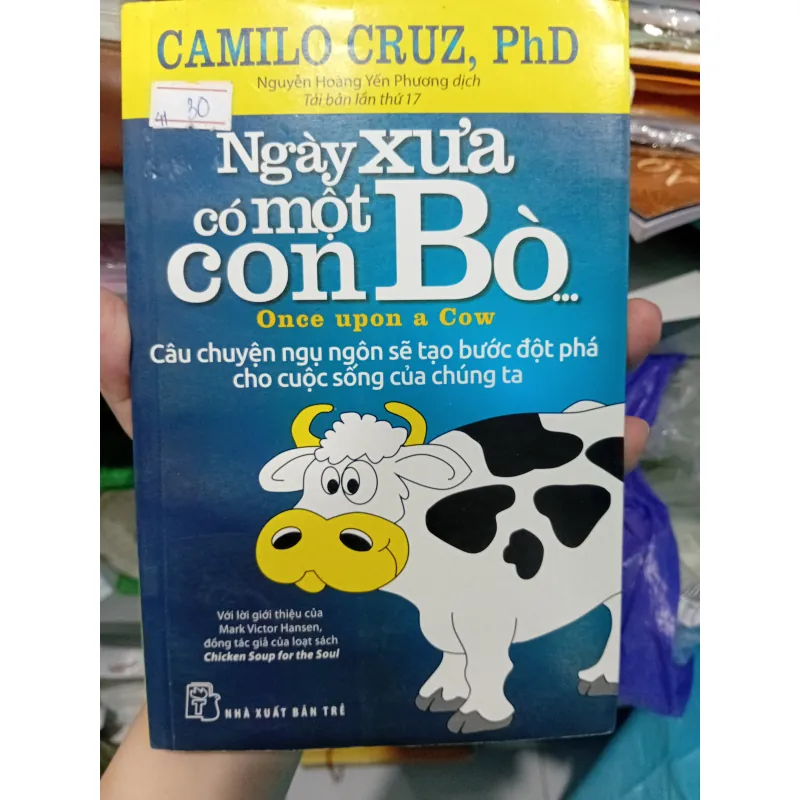 CAMILO CRUZ, PhD
Nguyễn Hoàng Yến Phương dịch
Tái bản lần thứ 17
41 30
Ngày xưa
có một
con Bò...
Once upon a Cow
Câu chuyện ngụ ngôn sẽ tạo bước đột phá
cho cuộc sống của chúng ta
Với lời giới thiệu của
Mark Victor Hansen,
đồng tác giả của loạt sách
Chicken Soup for the Soul
NHÀ XUẤT BẢN TRẺ